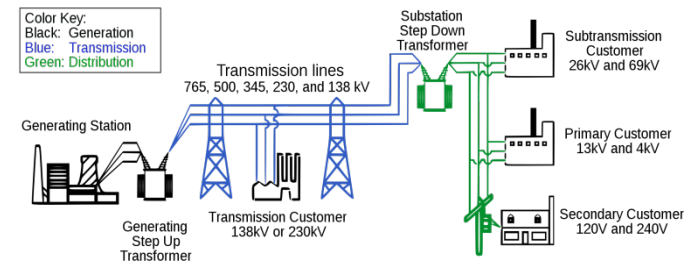 Color Key:
Black: Generation
Blue: Transmission
Green: Distribution
Substation
Step Down
Transformer
Subtransmission
Customer
26kV and 69kV
Transmission lines
765, 500, 345, 230, and 138 kV
Generating Station
Primary Customer
13kV and 4kV
Transmission Customer
138kV or 230kV
Generating
Step Up
Transformer
Secondary Customer
120V and 240V